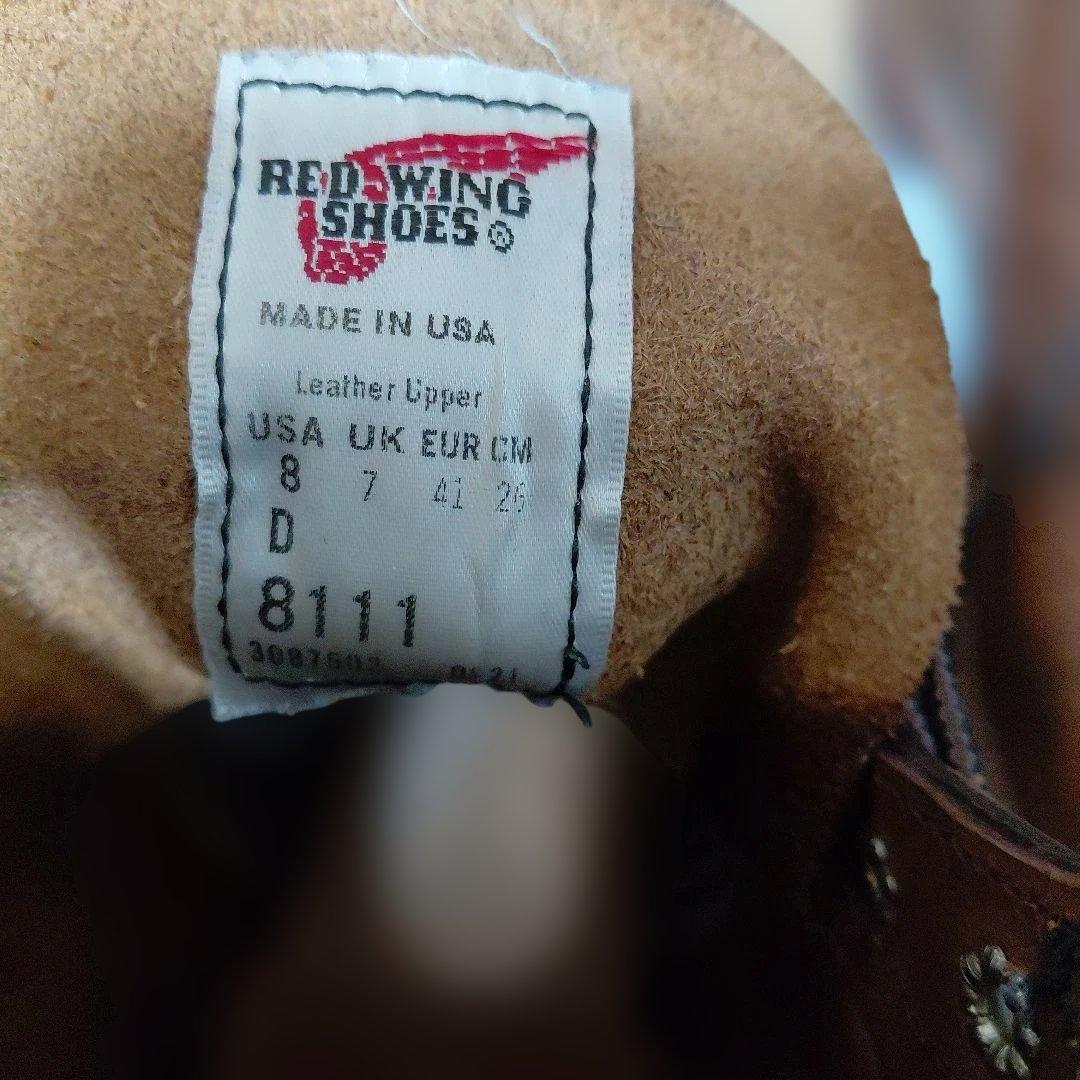 RED WING
SHOES ®
MADE IN USA
Leather Upper
USA UK EUR CM
8 7 41 26
D
8111